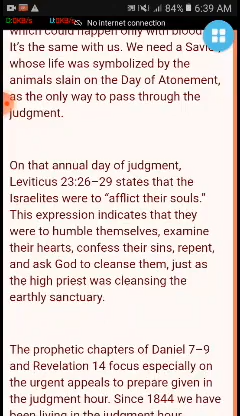 O:0KB/s U:0KB/s 84% 6:39 AM
No internet connection
which could happen only with blood
It's the same with us. We need a Savio
whose life was symbolized by the
animals slain on the Day of Atonement,
as the only way to pass through the
judgment.
On that annual day of judgment,
Leviticus 23:26–29 states that the
Israelites were to “afflict their souls.”
This expression indicates that they
were to humble themselves, examine
their hearts, confess their sins, repent,
and ask God to cleanse them, just as
the high priest was cleansing the
earthly sanctuary.
The prophetic chapters of Daniel 7–9
and Revelation 14 focus especially on
the urgent appeals to prepare given in
the judgment hour. Since 1844 we have
been living in the judgment hour